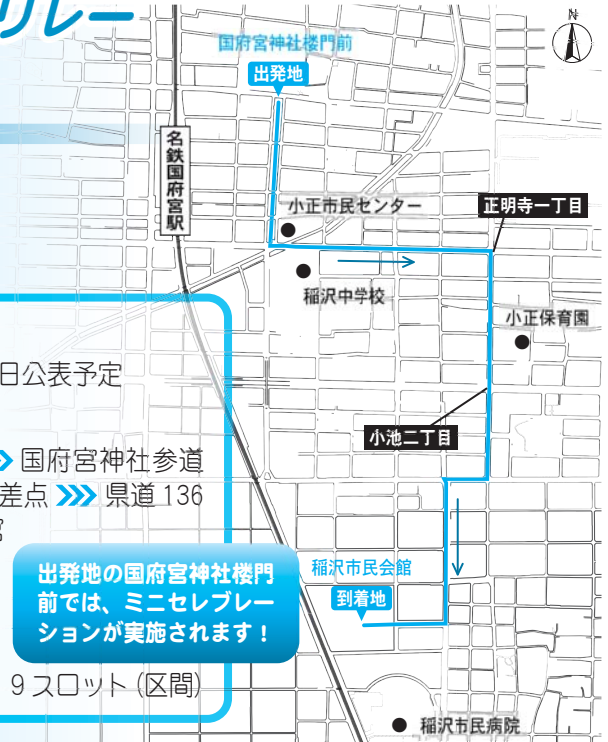 リレー
N
国府宮神社楼門前
出発地
名鉄国府宮駅
小正市民センター
正明寺一丁目
稲沢中学校
小正保育園
日公表予定
小池二丁目
国府宮神社参道
差点 >>> 県道 136
出発地の国府宮神社楼門
前では、ミニセレブレー
ションが実施されます！
稲沢市民会館
到着地
9スロット（区間）
稲沢市民病院